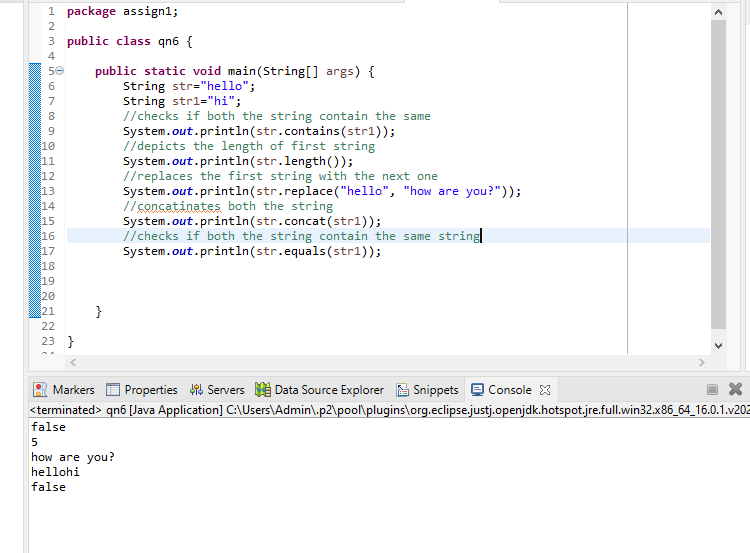 1 package assign1;
2
3 public class qn6 {
4
5 public static void main(String[] args) {
6 String str="hello";
7 String str1="hi";
8 //checks if both the string contain the same
9 System.out.println(str.contains(str1));
10 //depicts the length of first string
11 System.out.println(str.length());
12 //replaces the first string with the next one
13 System.out.println(str.replace("hello", "how are you?"));
14 //concatinates both the string
15 System.out.println(str.concat(str1));
16 //checks if both the string contain the same string
17 System.out.println(str.equals(str1));
18
19
20
21 }
22
23 }
Markers Properties Servers Data Source Explorer Snippets Console
<terminated> qn6 [Java Application] C:\Users\Admin\.p2\pool\plugins\org.eclipse.justj.openjdk.hotspot.jre.full.win32.x86_64_16.0.1.v202
false
5
how are you?
hellohi
false